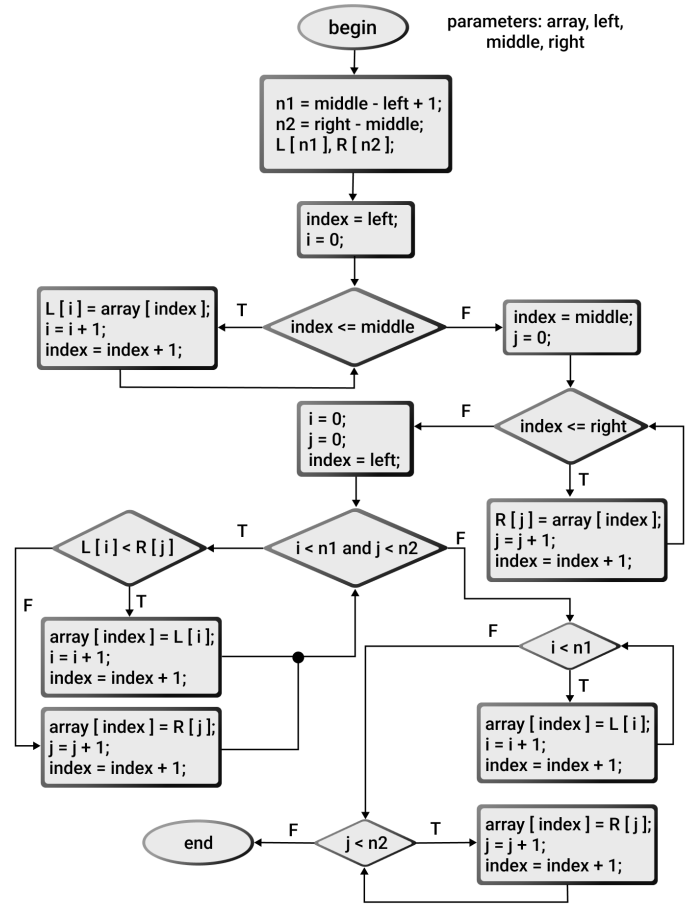 begin
parameters: array, left,
middle, right
n1 = middle - left + 1;
n2 = right - middle;
L [ n1 ], R [ n2 ];
index = left;
i = 0;
L [ i ] = array [ index ];
i = i + 1;
index = index + 1;
T
index <= middle
F
index = middle;
j = 0;
i = 0;
j = 0;
index = left;
F
index <= right
T
R [ j ] = array [ index ];
j = j + 1;
index = index + 1;
L [ i ] < R [ j ]
T
i < n1 and j < n2
F
F
T
array [ index ] = L [ i ];
i = i + 1;
index = index + 1;
F
i < n1
T
array [ index ] = R [ j ];
j = j + 1;
index = index + 1;
array [ index ] = L [ i ];
i = i + 1;
index = index + 1;
end
F
j < n2
T
array [ index ] = R [ j ];
j = j + 1;
index = index + 1;